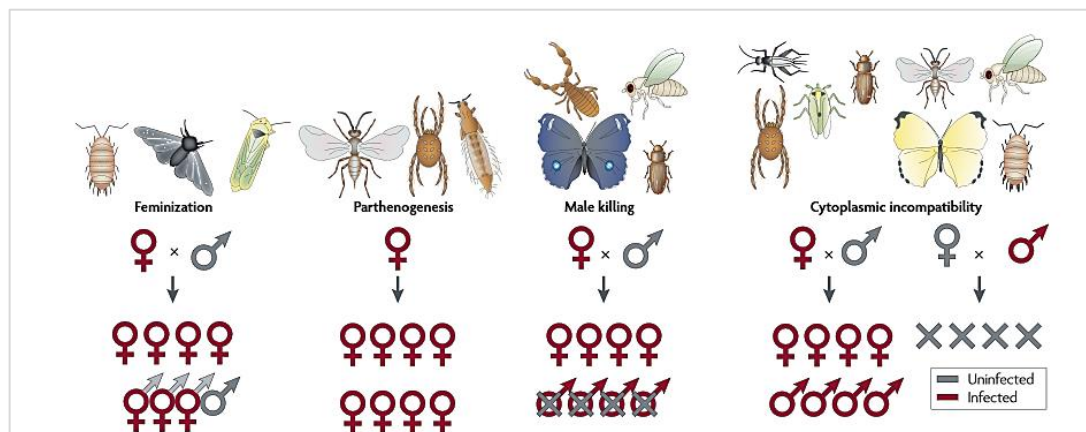 Feminization
Parthenogenesis
Male killing
Cytoplasmic incompatibility
Uninfected
Infected